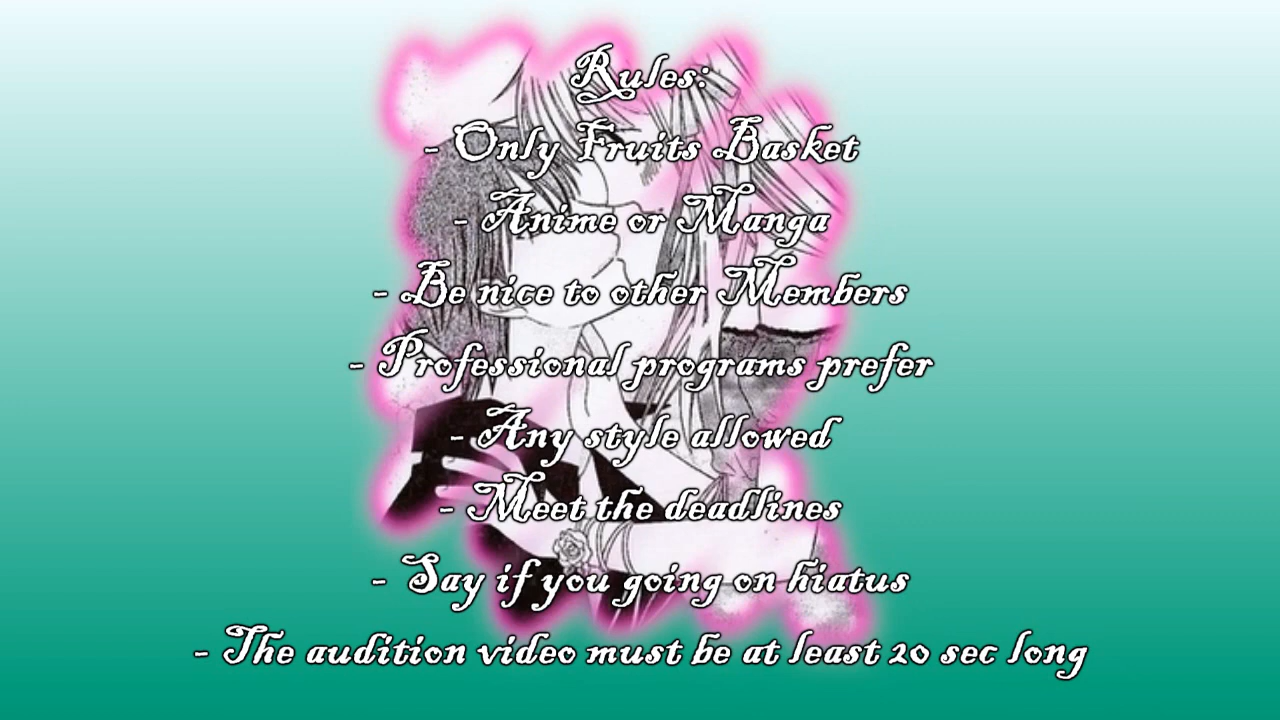 Rules:
- Only Fruits Basket
- Anime or Manga
- Be nice to other Members
- Professional programs prefer
- Any style allowed
- Meet the deadlines
- Say if you going on hiatus
- The audition video must be at least 20 sec long